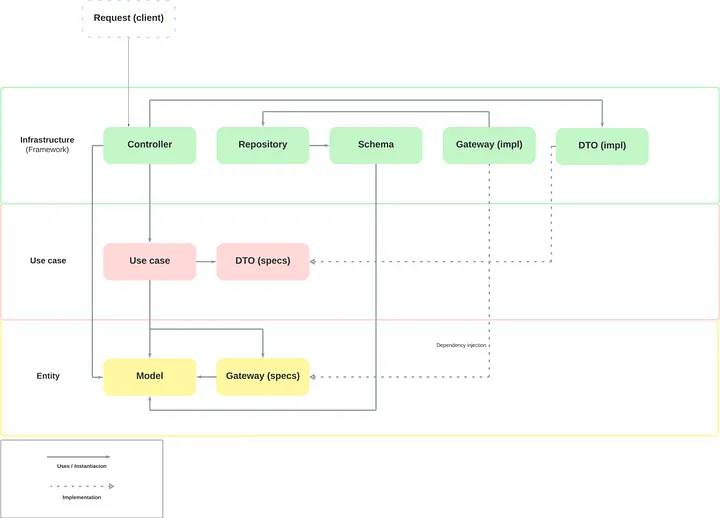 Request (client)
Infrastructure
(Framework)
Controller
Repository
Schema
Gateway (impl)
DTO (impl)
Use case
Use case
DTO (specs)
Dependency injection
Entity
Model
Gateway (specs)
Uses / Instantiacion
Implementation